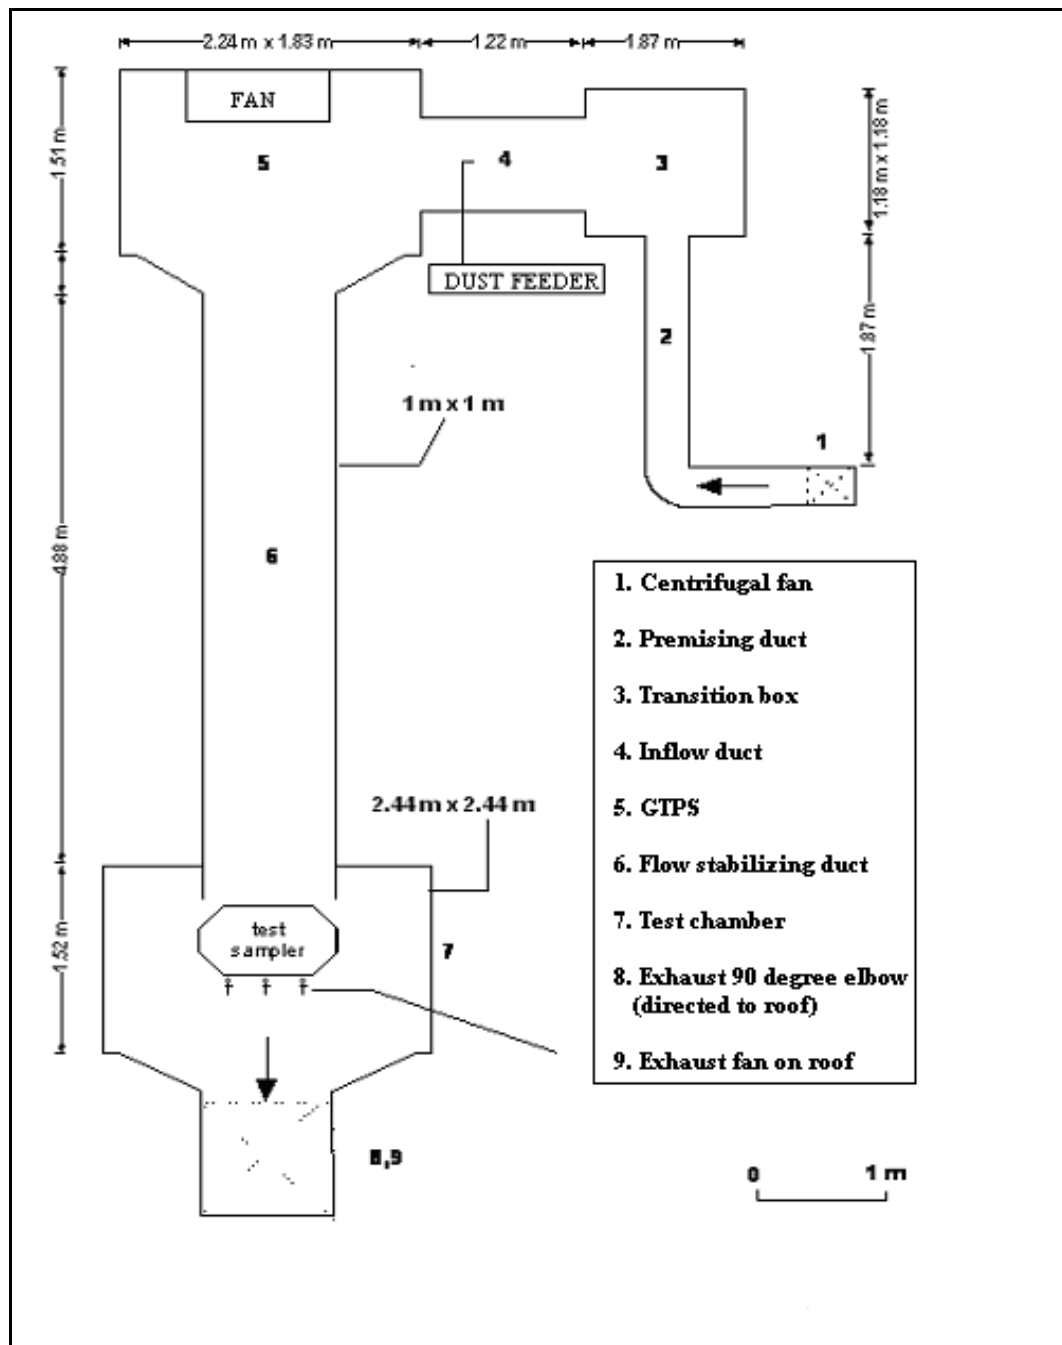 2.24 m x 1.83 m
1.22 m
1.87 m
FAN
1.51 m
5
4
3
1.18 m x 1.18 m
DUST FEEDER
2
1.87 m
1 m x 1 m
1
4.88 m
6
1. Centrifugal fan
2. Premising duct
3. Transition box
4. Inflow duct
5. GTPS
6. Flow stabilizing duct
7. Test chamber
8. Exhaust 90 degree elbow
(directed to roof)
9. Exhaust fan on roof
2.44 m x 2.44 m
1.52 m
test
sampler
7
8,9
0
1 m